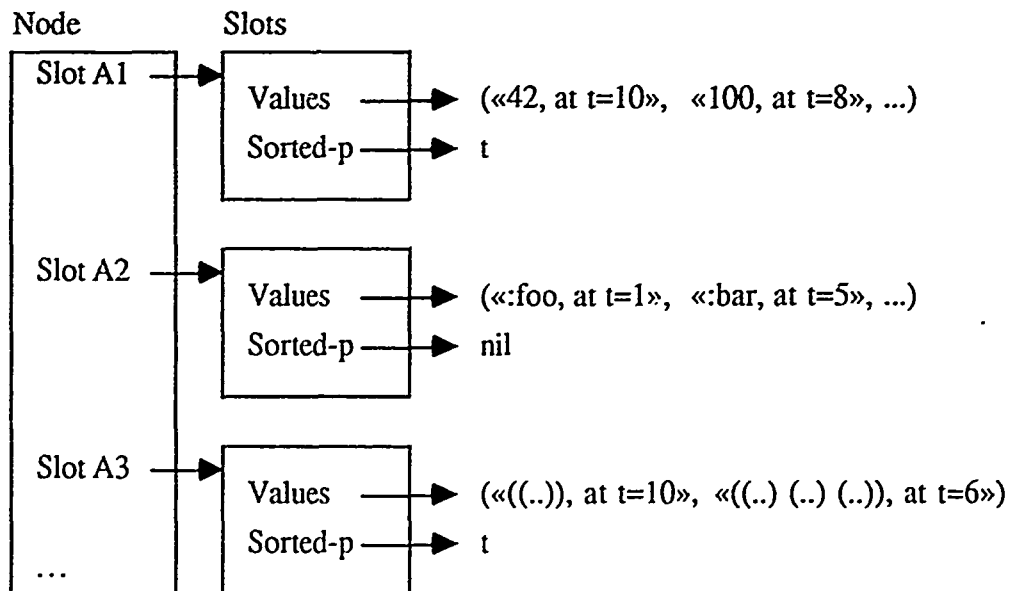 Node Slots
Slot A1
Values («42, at t=10», «100, at t=8», ...)
Sorted-p t
Slot A2
Values («:foo, at t=1», «:bar, at t=5», ...)
Sorted-p nil
Slot A3
Values («((..)), at t=10», «((..) (..) (..)), at t=6»)
Sorted-p t
...